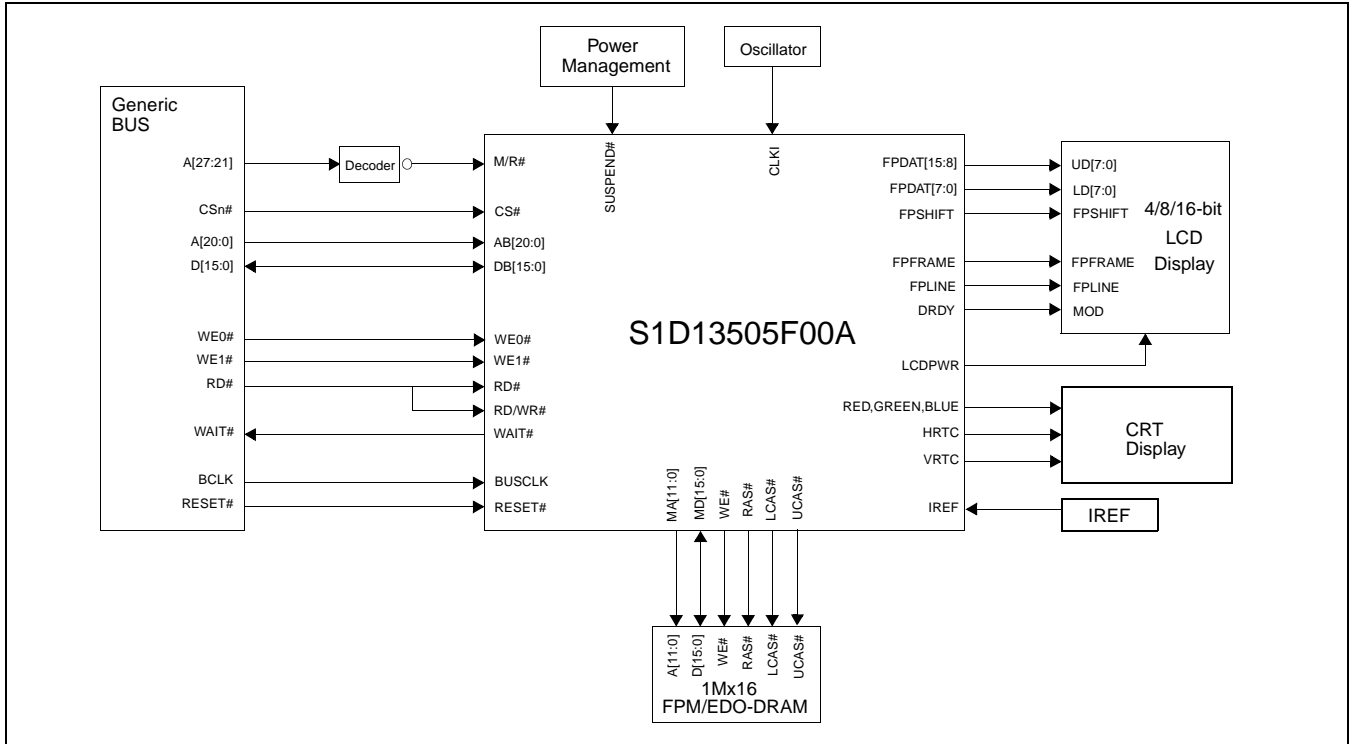 Power
Management
Oscillator
Generic
BUS
A[27:21]
CSn#
A[20:0]
D[15:0]
WE0#
WE1#
RD#
WAIT#
BCLK
RESET#
Decoder
M/R#
CS#
AB[20:0]
DB[15:0]
WE0#
WE1#
RD#
RD/WR#
WAIT#
BUSCLK
RESET#
SUSPEND#
CLKI
S1D13505F00A
FPDAT[15:8]
FPDAT[7:0]
FPSHIFT
FPFRAME
FPLINE
DRDY
LCDPWR
RED,GREEN,BLUE
HRTC
VRTC
IREF
UD[7:0]
LD[7:0]
FPSHIFT
FPFRAME
FPLINE
MOD
4/8/16-bit
LCD
Display
CRT
Display
IREF
MA[11:0]
MD[15:0]
WE#
RAS#
LCAS#
UCAS#
A[11:0]
D[15:0]
WE#
RAS#
LCAS#
UCAS#
1Mx16
FPM/EDO-DRAM